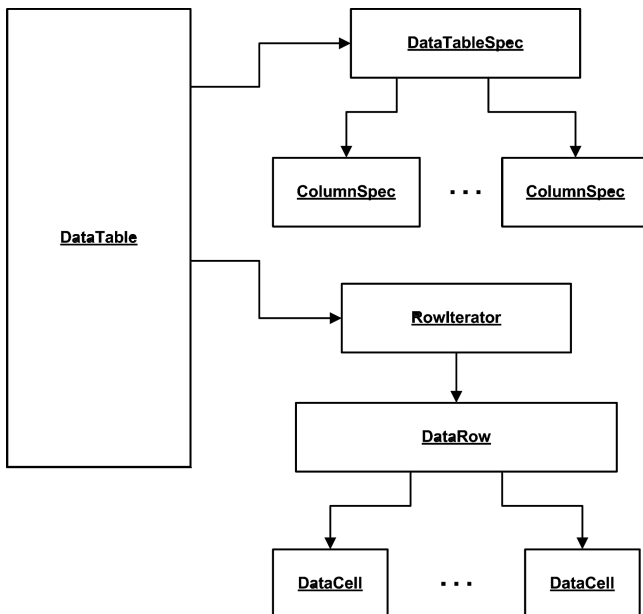 DataTableSpec
ColumnSpec
...
ColumnSpec
DataTable
RowIterator
DataRow
DataCell
...
DataCell